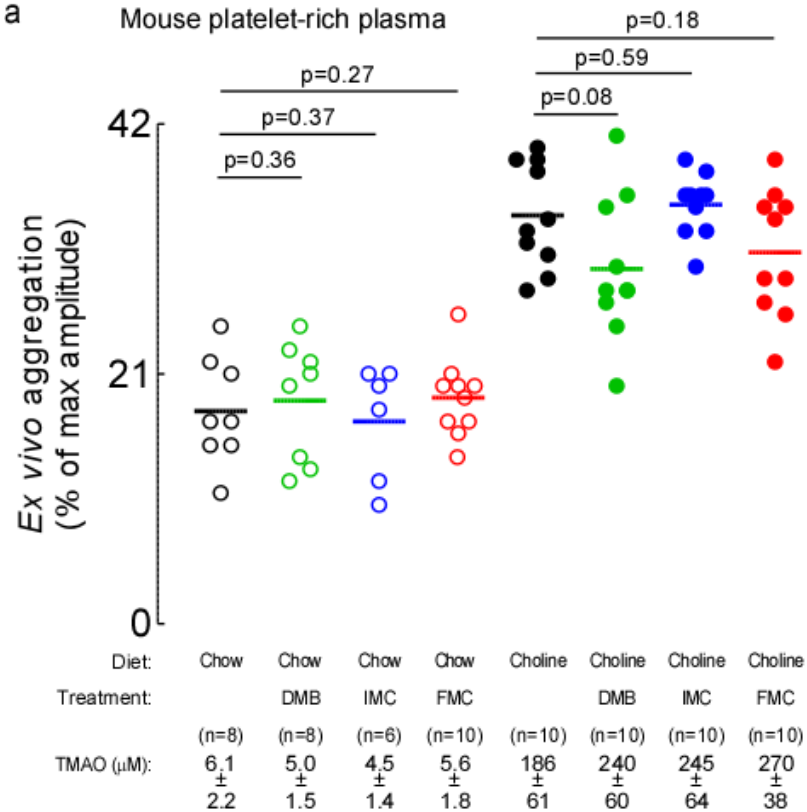 a
Mouse platelet-rich plasma
p=0.18
p=0.59
p=0.08
p=0.27
p=0.37
p=0.36
42
21
0
Ex vivo aggregation
(% of max amplitude)
Diet: Chow Chow Chow Chow Choline Choline Choline Choline
Treatment: DMB IMC FMC DMB IMC FMC
(n=8) (n=8) (n=6) (n=10) (n=10) (n=10) (n=10) (n=10)
TMAO (μM): 6.1 5.0 4.5 5.6 186 240 245 270
± ± ± ± ± ± ± ±
2.2 1.5 1.4 1.8 61 60 64 38